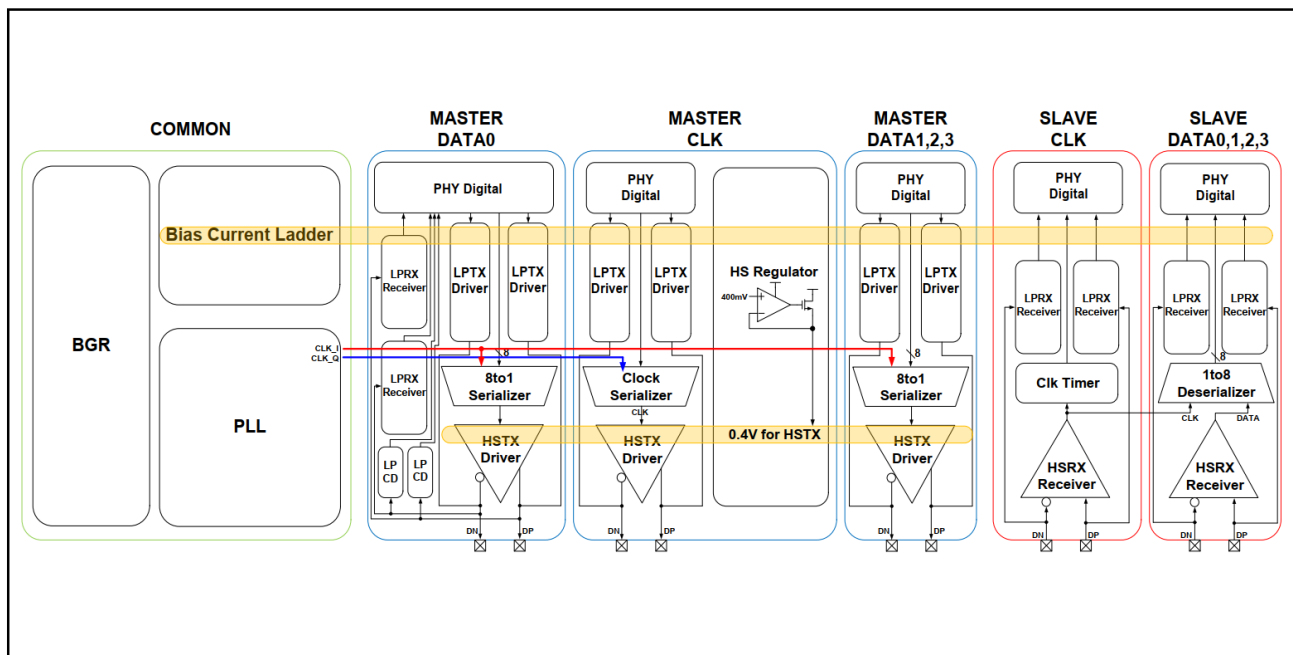 COMMON
BGR
Bias Current Ladder
PLL
CLK_I
CLK_Q
MASTER
DATA0
PHY Digital
LPRX
Receiver
LPRX
Receiver
LPTX
Driver
LPTX
Driver
8
8to1
Serializer
HSTX
Driver
LP
CD
LP
CD
DN
DP
MASTER
CLK
PHY
Digital
LPTX
Driver
LPTX
Driver
Clock
Serializer
CLK
HSTX
Driver
DN
DP
HS Regulator
400mV
0.4V for HSTX
MASTER
DATA1,2,3
PHY
Digital
LPTX
Driver
LPTX
Driver
8
8to1
Serializer
HSTX
Driver
DN
DP
SLAVE
CLK
PHY
Digital
LPRX
Receiver
LPRX
Receiver
Clk Timer
HSRX
Receiver
DN
DP
SLAVE
DATA0,1,2,3
PHY
Digital
LPRX
Receiver
LPRX
Receiver
8
1to8
Deserializer
CLK
DATA
HSRX
Receiver
DN
DP